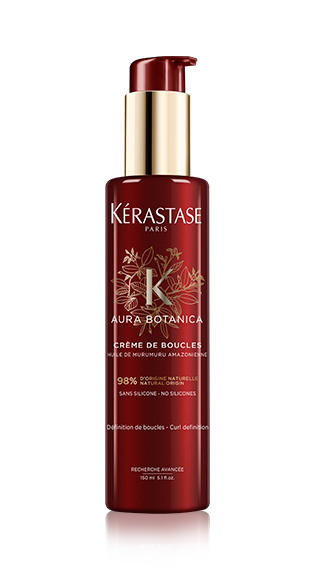 KÉRASTASE
PARIS
K
AURA BOTANICA
CRÈME DE BOUCLES
HUILE DE MURUMURU AMAZONIENNE
98% D'ORIGINE NATURELLE
NATURAL ORIGIN
SANS SILICONE - NO SILICONES
Définition de boucles - Curl definition
RECHERCHE AVANCÉE
150 ml 5.1 fl.oz.